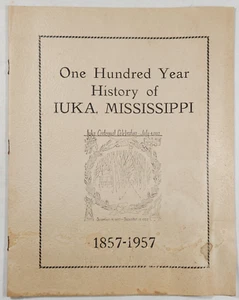 One Hundred Year
History of
IUKA. MISSISSIPPI
1857-1957